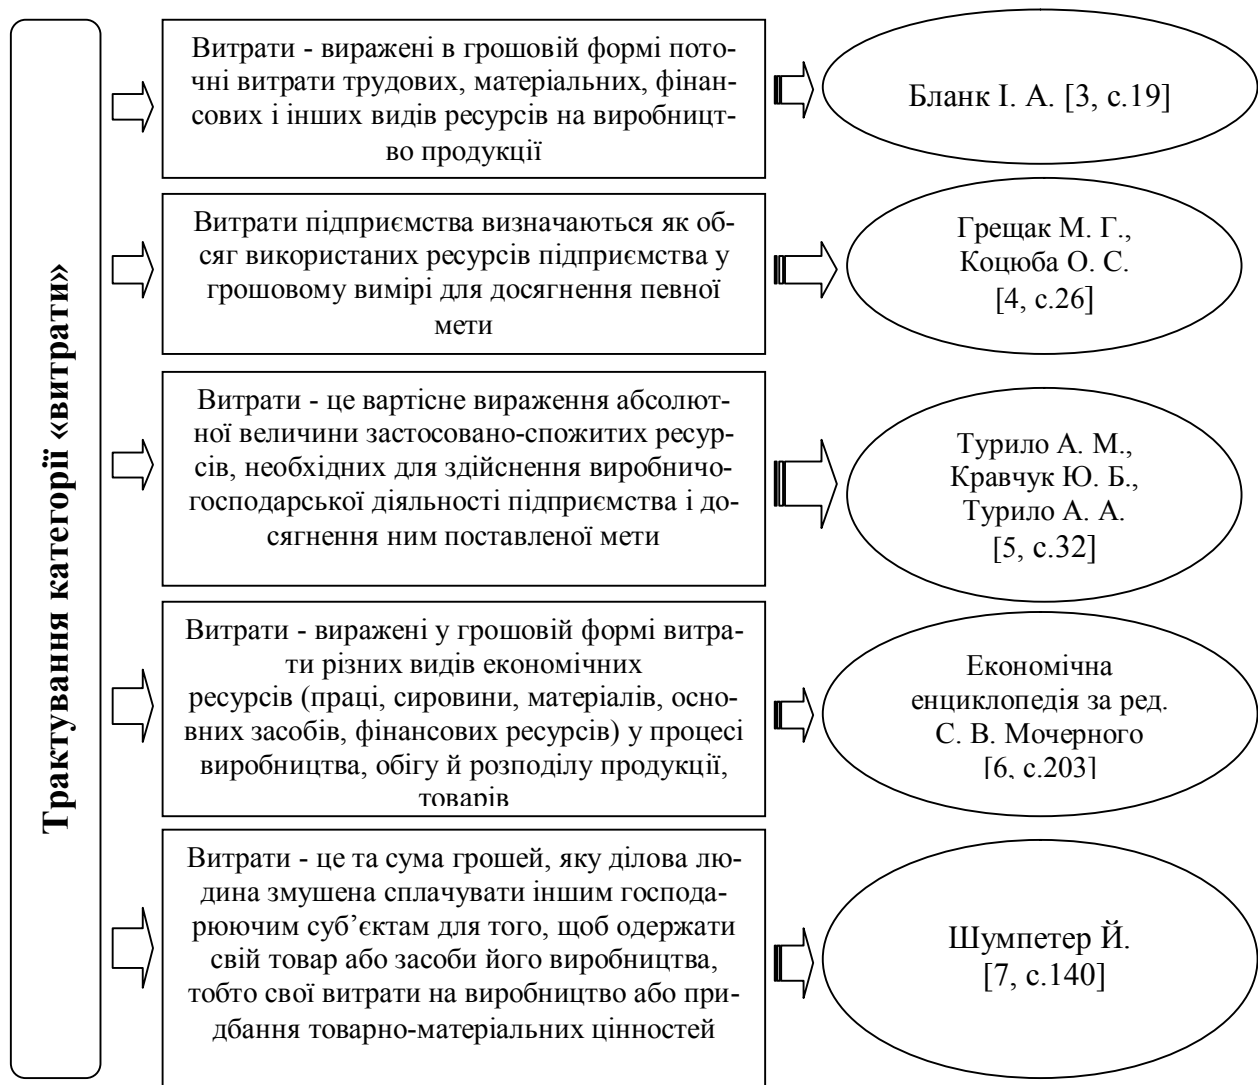 Трактування категорії «витрати»
Витрати - виражені в грошовій формі пото-
чні витрати трудових, матеріальних, фінан-
сових і інших видів ресурсів на виробницт-
во продукції
Бланк І. А. [3, с.19]
Витрати підприємства визначаються як об-
сяг використаних ресурсів підприємства у
грошовому вимірі для досягнення певної
мети
Грещак М. Г.,
Коцюба О. С.
[4, с.26]
Витрати - це вартісне вираження абсолют-
ної величини застосовано-спожитих ресур-
сів, необхідних для здійснення виробничо-
господарської діяльності підприємства і до-
сягнення ним поставленої мети
Турило А. М.,
Кравчук Ю. Б.,
Турило А. А.
[5, с.32]
Витрати - виражені у грошовій формі витра-
ти різних видів економічних
ресурсів (праці, сировини, матеріалів, осно-
вних засобів, фінансових ресурсів) у процесі
виробництва, обігу й розподілу продукції,
товарів
Економічна
енциклопедія за ред.
С. В. Мочерного
[6, с.203]
Витрати - це та сума грошей, яку ділова лю-
дина змушена сплачувати іншим господа-
рюючим суб’єктам для того, щоб одержати
свій товар або засоби його виробництва,
тобто свої витрати на виробництво або при-
дбання товарно-матеріальних цінностей
Шумпетер Й.
[7, с.140]